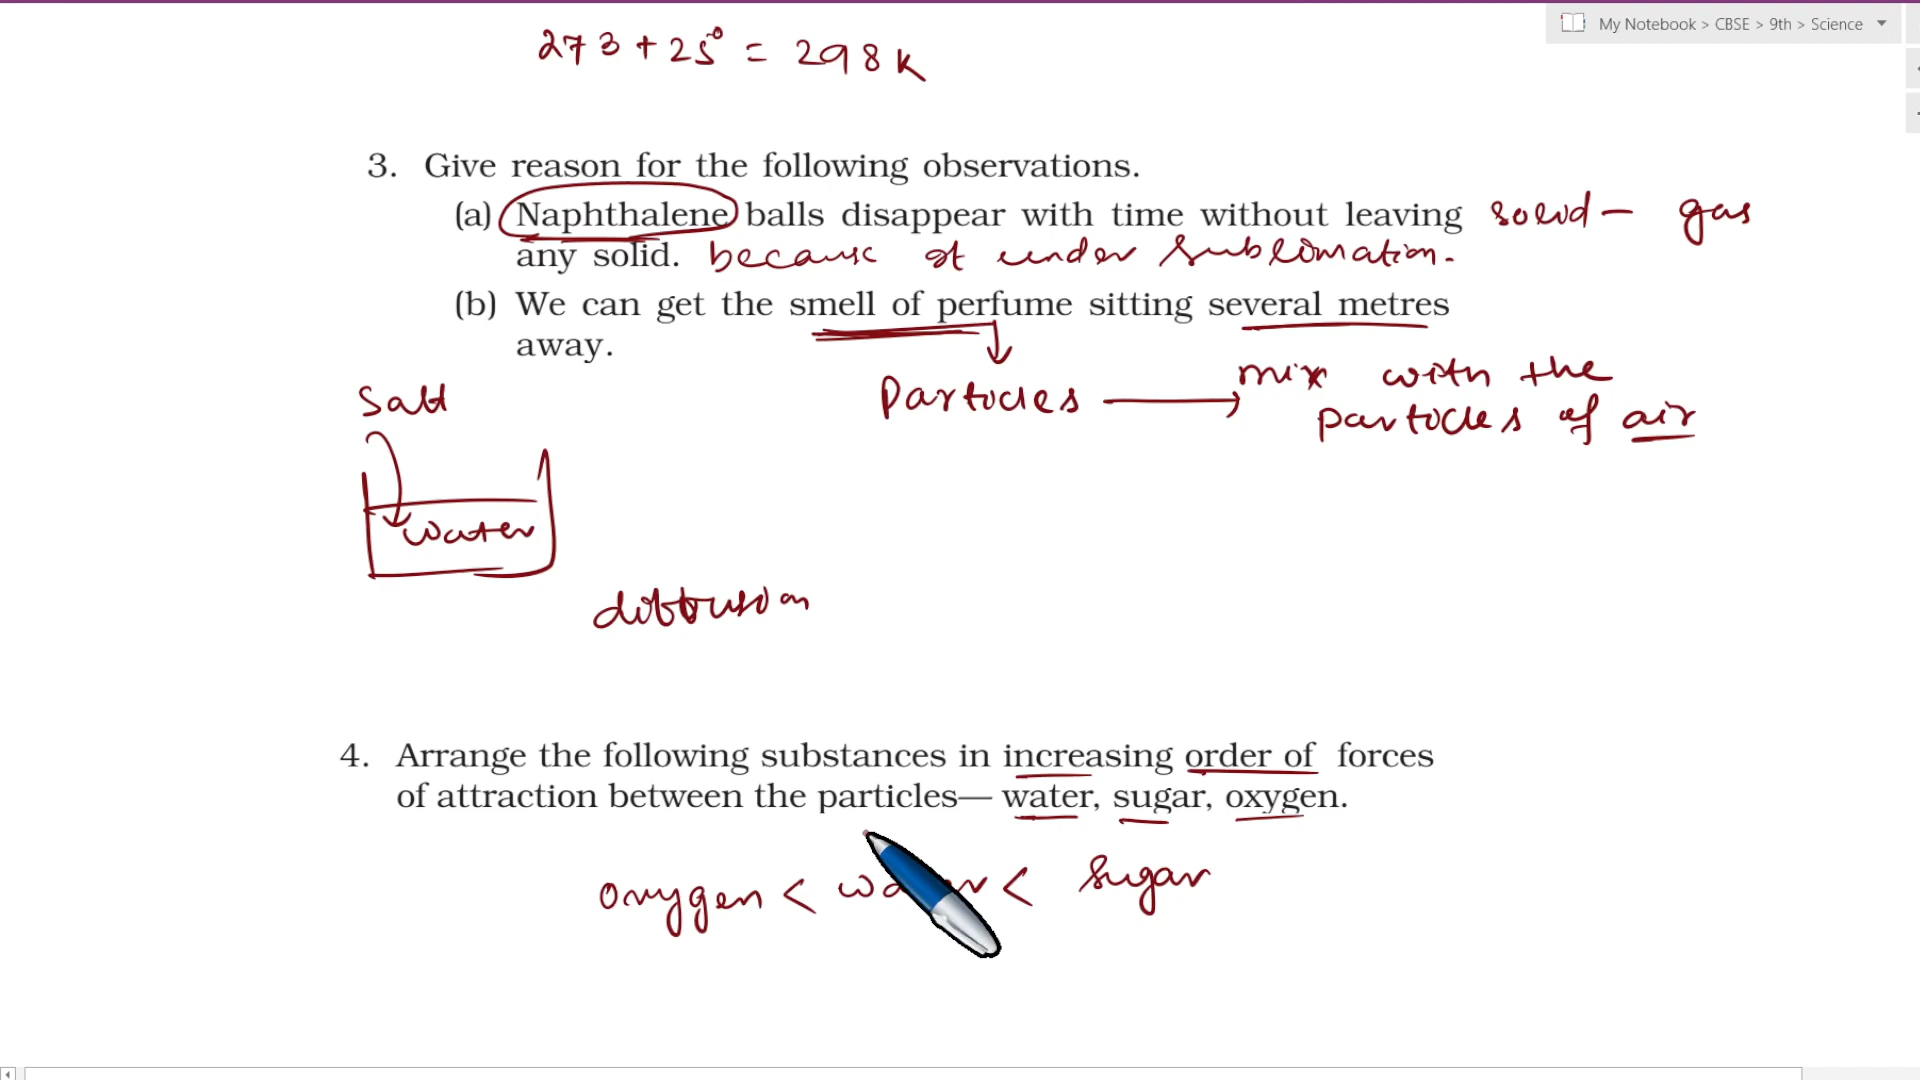 My Notebook > CBSE > 9th > Science
273 + 25° = 298 K
3. Give reason for the following observations.
(a) Naphthalene balls disappear with time without leaving solid - gas
any solid. because it under sublimation.
(b) We can get the smell of perfume sitting several metres
away.
Particles → mix with the
particles of air
Salt
water
diffusion
4. Arrange the following substances in increasing order of forces
of attraction between the particles— water, sugar, oxygen.
oxygen < < Sugar